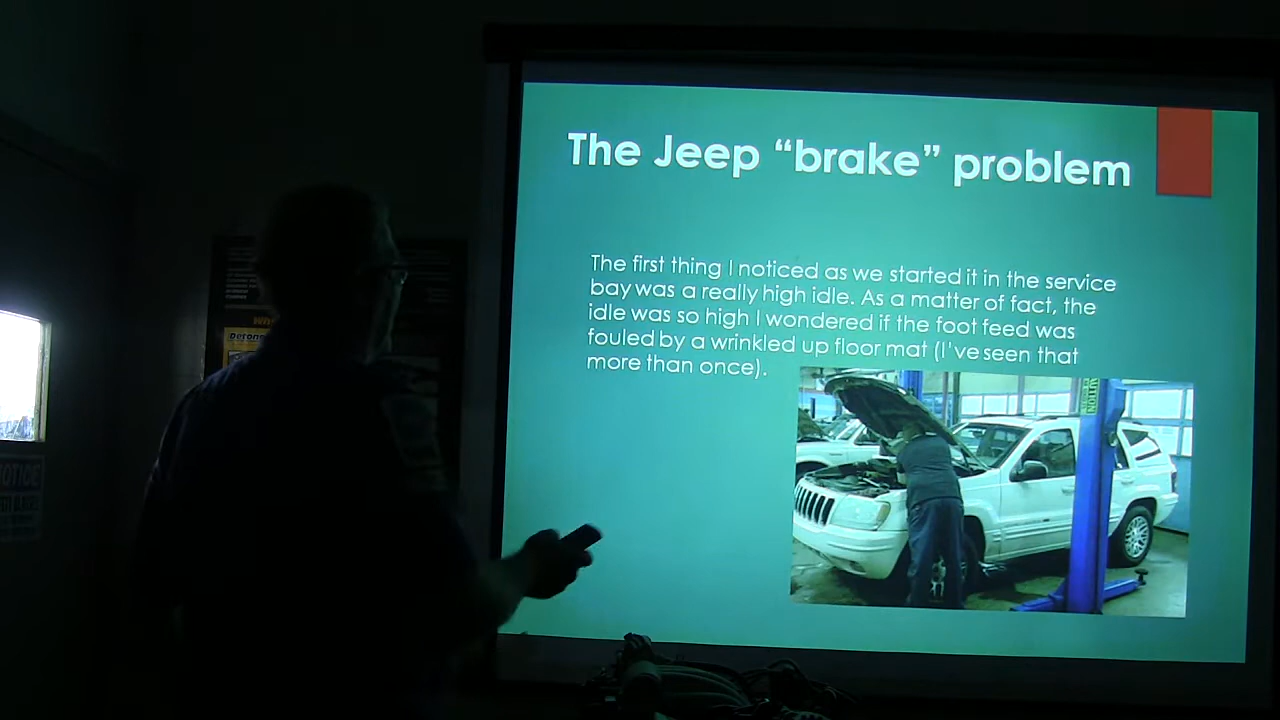 The Jeep “brake” problem
The first thing I noticed as we started it in the service
bay was a really high idle. As a matter of fact, the
idle was so high I wondered if the foot feed was
fouled by a wrinkled up floor mat (I’ve seen that
more than once).
NOTICE